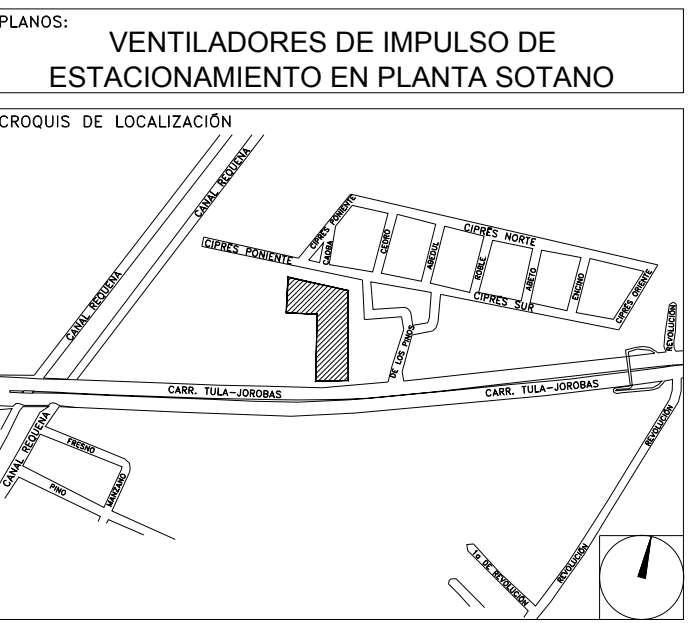 PLANOS:
VENTILADORES DE IMPULSO DE
ESTACIONAMIENTO EN PLANTA SOTANO
CROQUIS DE LOCALIZACIÓN
CANAL REQUENA
CANAL REQUENA
CIPRES PONIENTE
CIPRES PONIENTE
CAOBA
CEDRO
ABEDUL
CIPRES NORTE
ROBLE
ABETO
ENCINO
CIPRES SUR
CIPRES ORIENTE
REVOLUCIÓN
DE LOS PINOS
CARR. TULA-JOROBAS
CARR. TULA-JOROBAS
CANAL REQUENA
FRESNO
PINO
MANZANO
REVOLUCIÓN
REVOLUCIÓN
1a DE REVOLUCIÓN